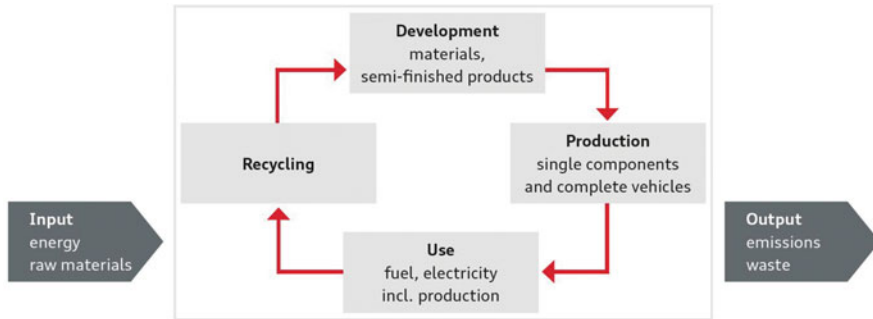 Development
materials,
semi-finished products
Recycling
Production
single components
and complete vehicles
Input
energy
raw materials
Use
fuel, electricity
incl. production
Output
emissions
waste